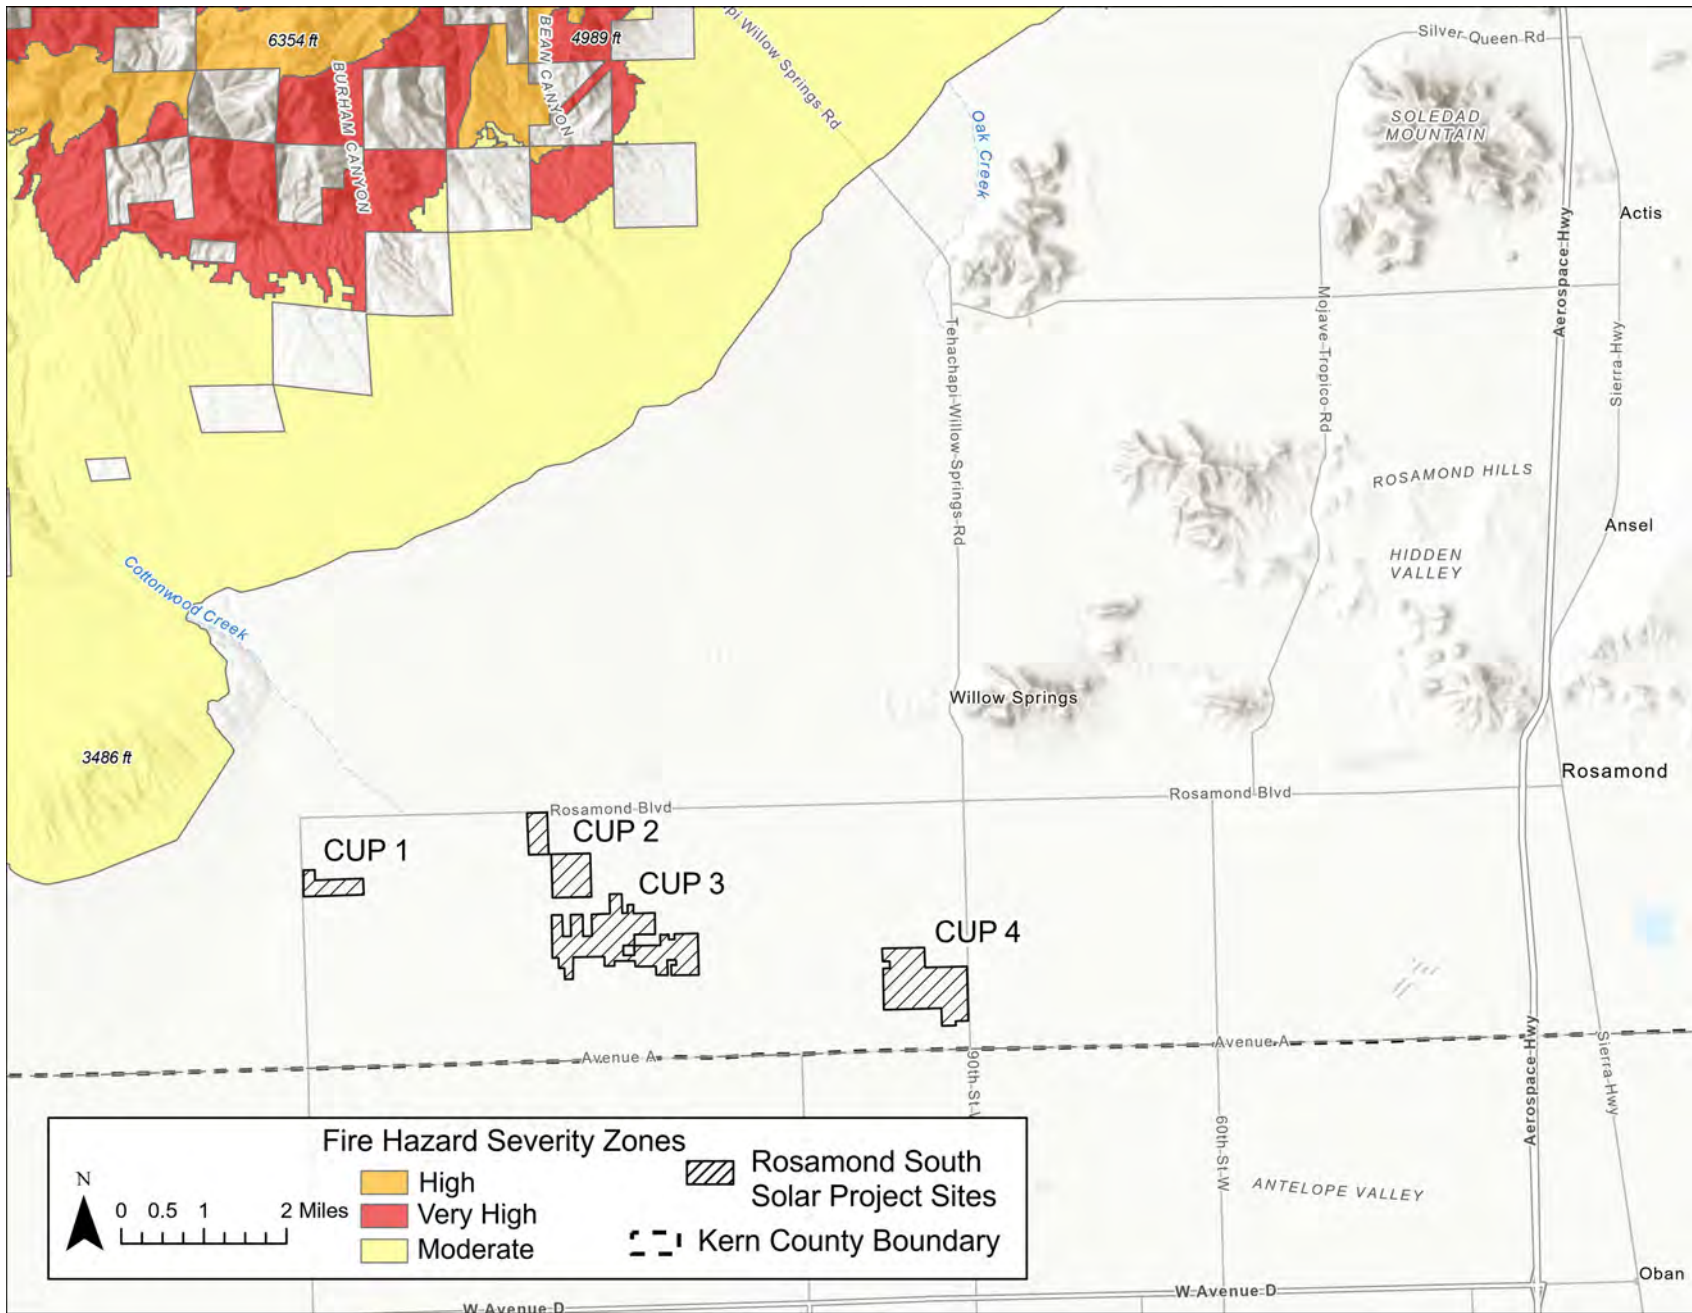 6354 ft
BEAN CANYON
4989 ft
pi Willow Springs Rd
Silver Queen Rd
BURHAM CANYON
Oak Creek
SOLEDAD
MOUNTAIN
Actis
Aerospace Hwy
Tehachapi-Willow-Springs-Rd
Mojave-Tropico-Rd
Sierra Hwy
ROSAMOND HILLS
Ansel
HIDDEN
VALLEY
Cottonwood Creek
Willow Springs
3486 ft
Rosamond
Rosamond Blvd
Rosamond Blvd
CUP 2
CUP 1
CUP 3
CUP 4
Avenue A
Avenue A
Aerospace Hwy
Sierra Hwy
90th-St-
60th-St-W
ANTELOPE VALLEY
Fire Hazard Severity Zones
High
Very High
Moderate
Rosamond South
Solar Project Sites
Kern County Boundary
N
0 0.5 1 2 Miles
Oban
W Avenue D
W Avenue D